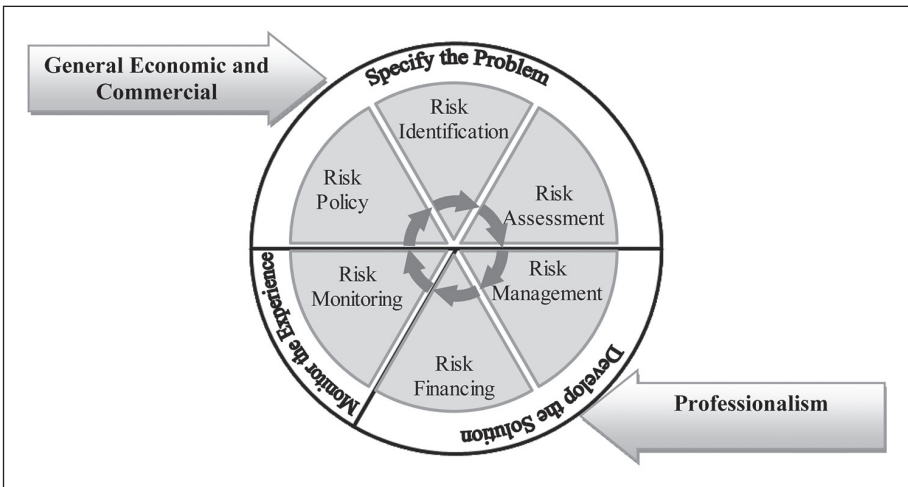 General Economic and
Commercial
Specify the Problem
Risk
Identification
Risk
Policy
Risk
Assessment
Risk
Monitoring
Risk
Management
Risk
Financing
Monitor the Experience
Develop the Solution
Professionalism